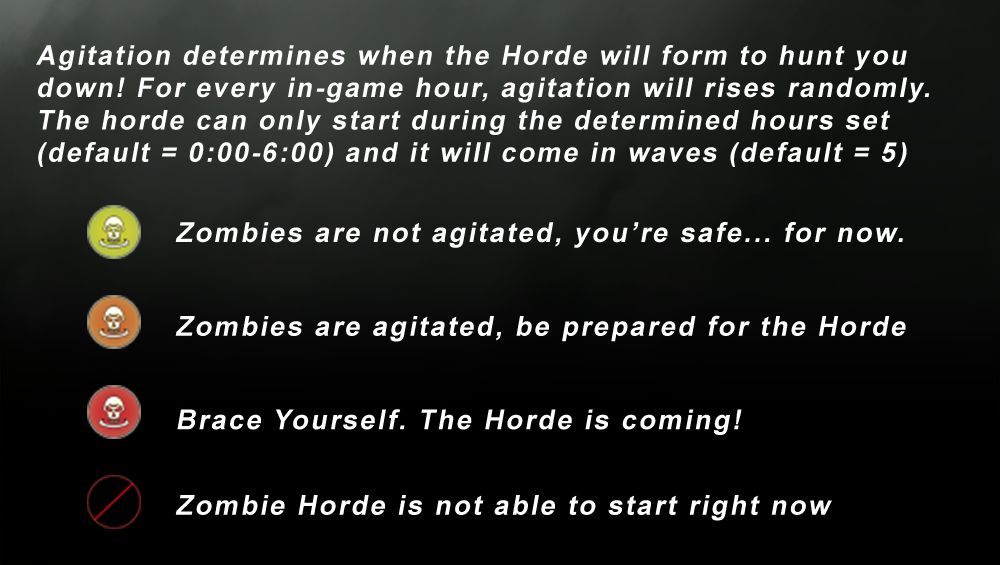 Agitation determines when the Horde will form to hunt you
down! For every in-game hour, agitation will rises randomly.
The horde can only start during the determined hours set
(default = 0:00-6:00) and it will come in waves (default = 5)
Zombies are not agitated, you’re safe... for now.
Zombies are agitated, be prepared for the Horde
Brace Yourself. The Horde is coming!
Zombie Horde is not able to start right now